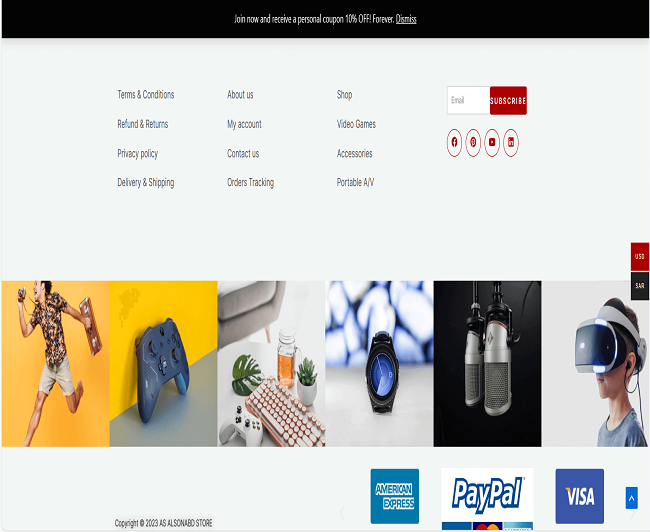 Join now and receive a personal coupon 10% OFF! Forever. Dismiss
Terms & Conditions
Refund & Returns
Privacy policy
Delivery & Shipping
About us
My account
Contact us
Orders Tracking
Shop
Video Games
Accessories
Portable A/V
Email
SUBSCRIBE
USD
SAR
AMERICAN
EXPRESS
PayPal
VISA
Copyright © 2023 AS ALSONABD STORE